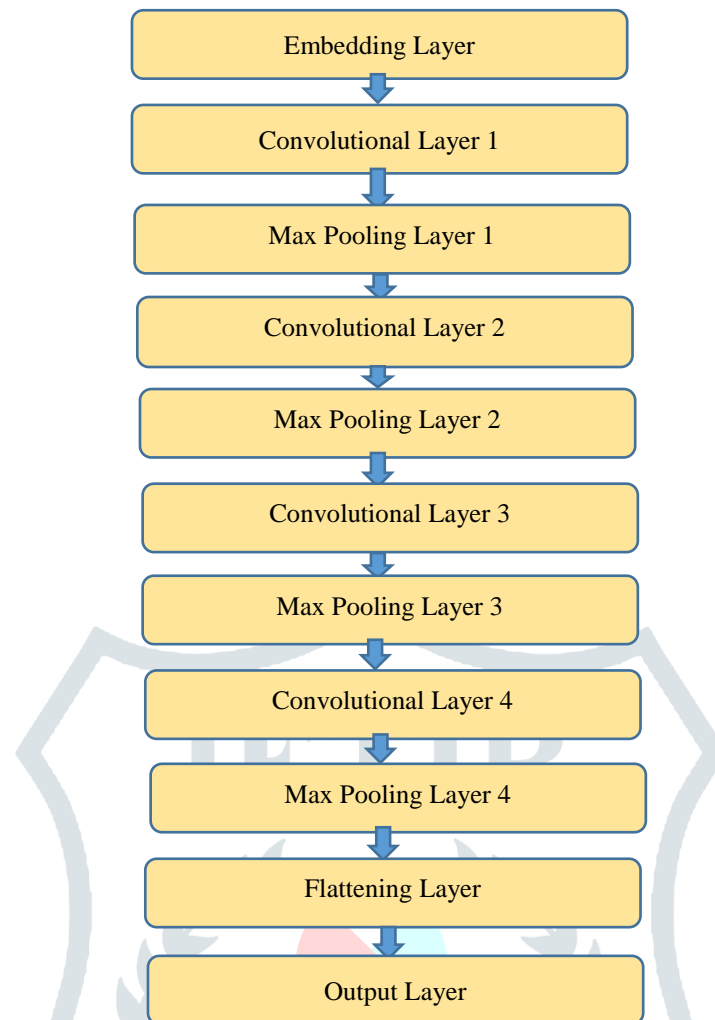 Embedding Layer
Convolutional Layer 1
Max Pooling Layer 1
Convolutional Layer 2
Max Pooling Layer 2
Convolutional Layer 3
Max Pooling Layer 3
Convolutional Layer 4
Max Pooling Layer 4
Flattening Layer
Output Layer